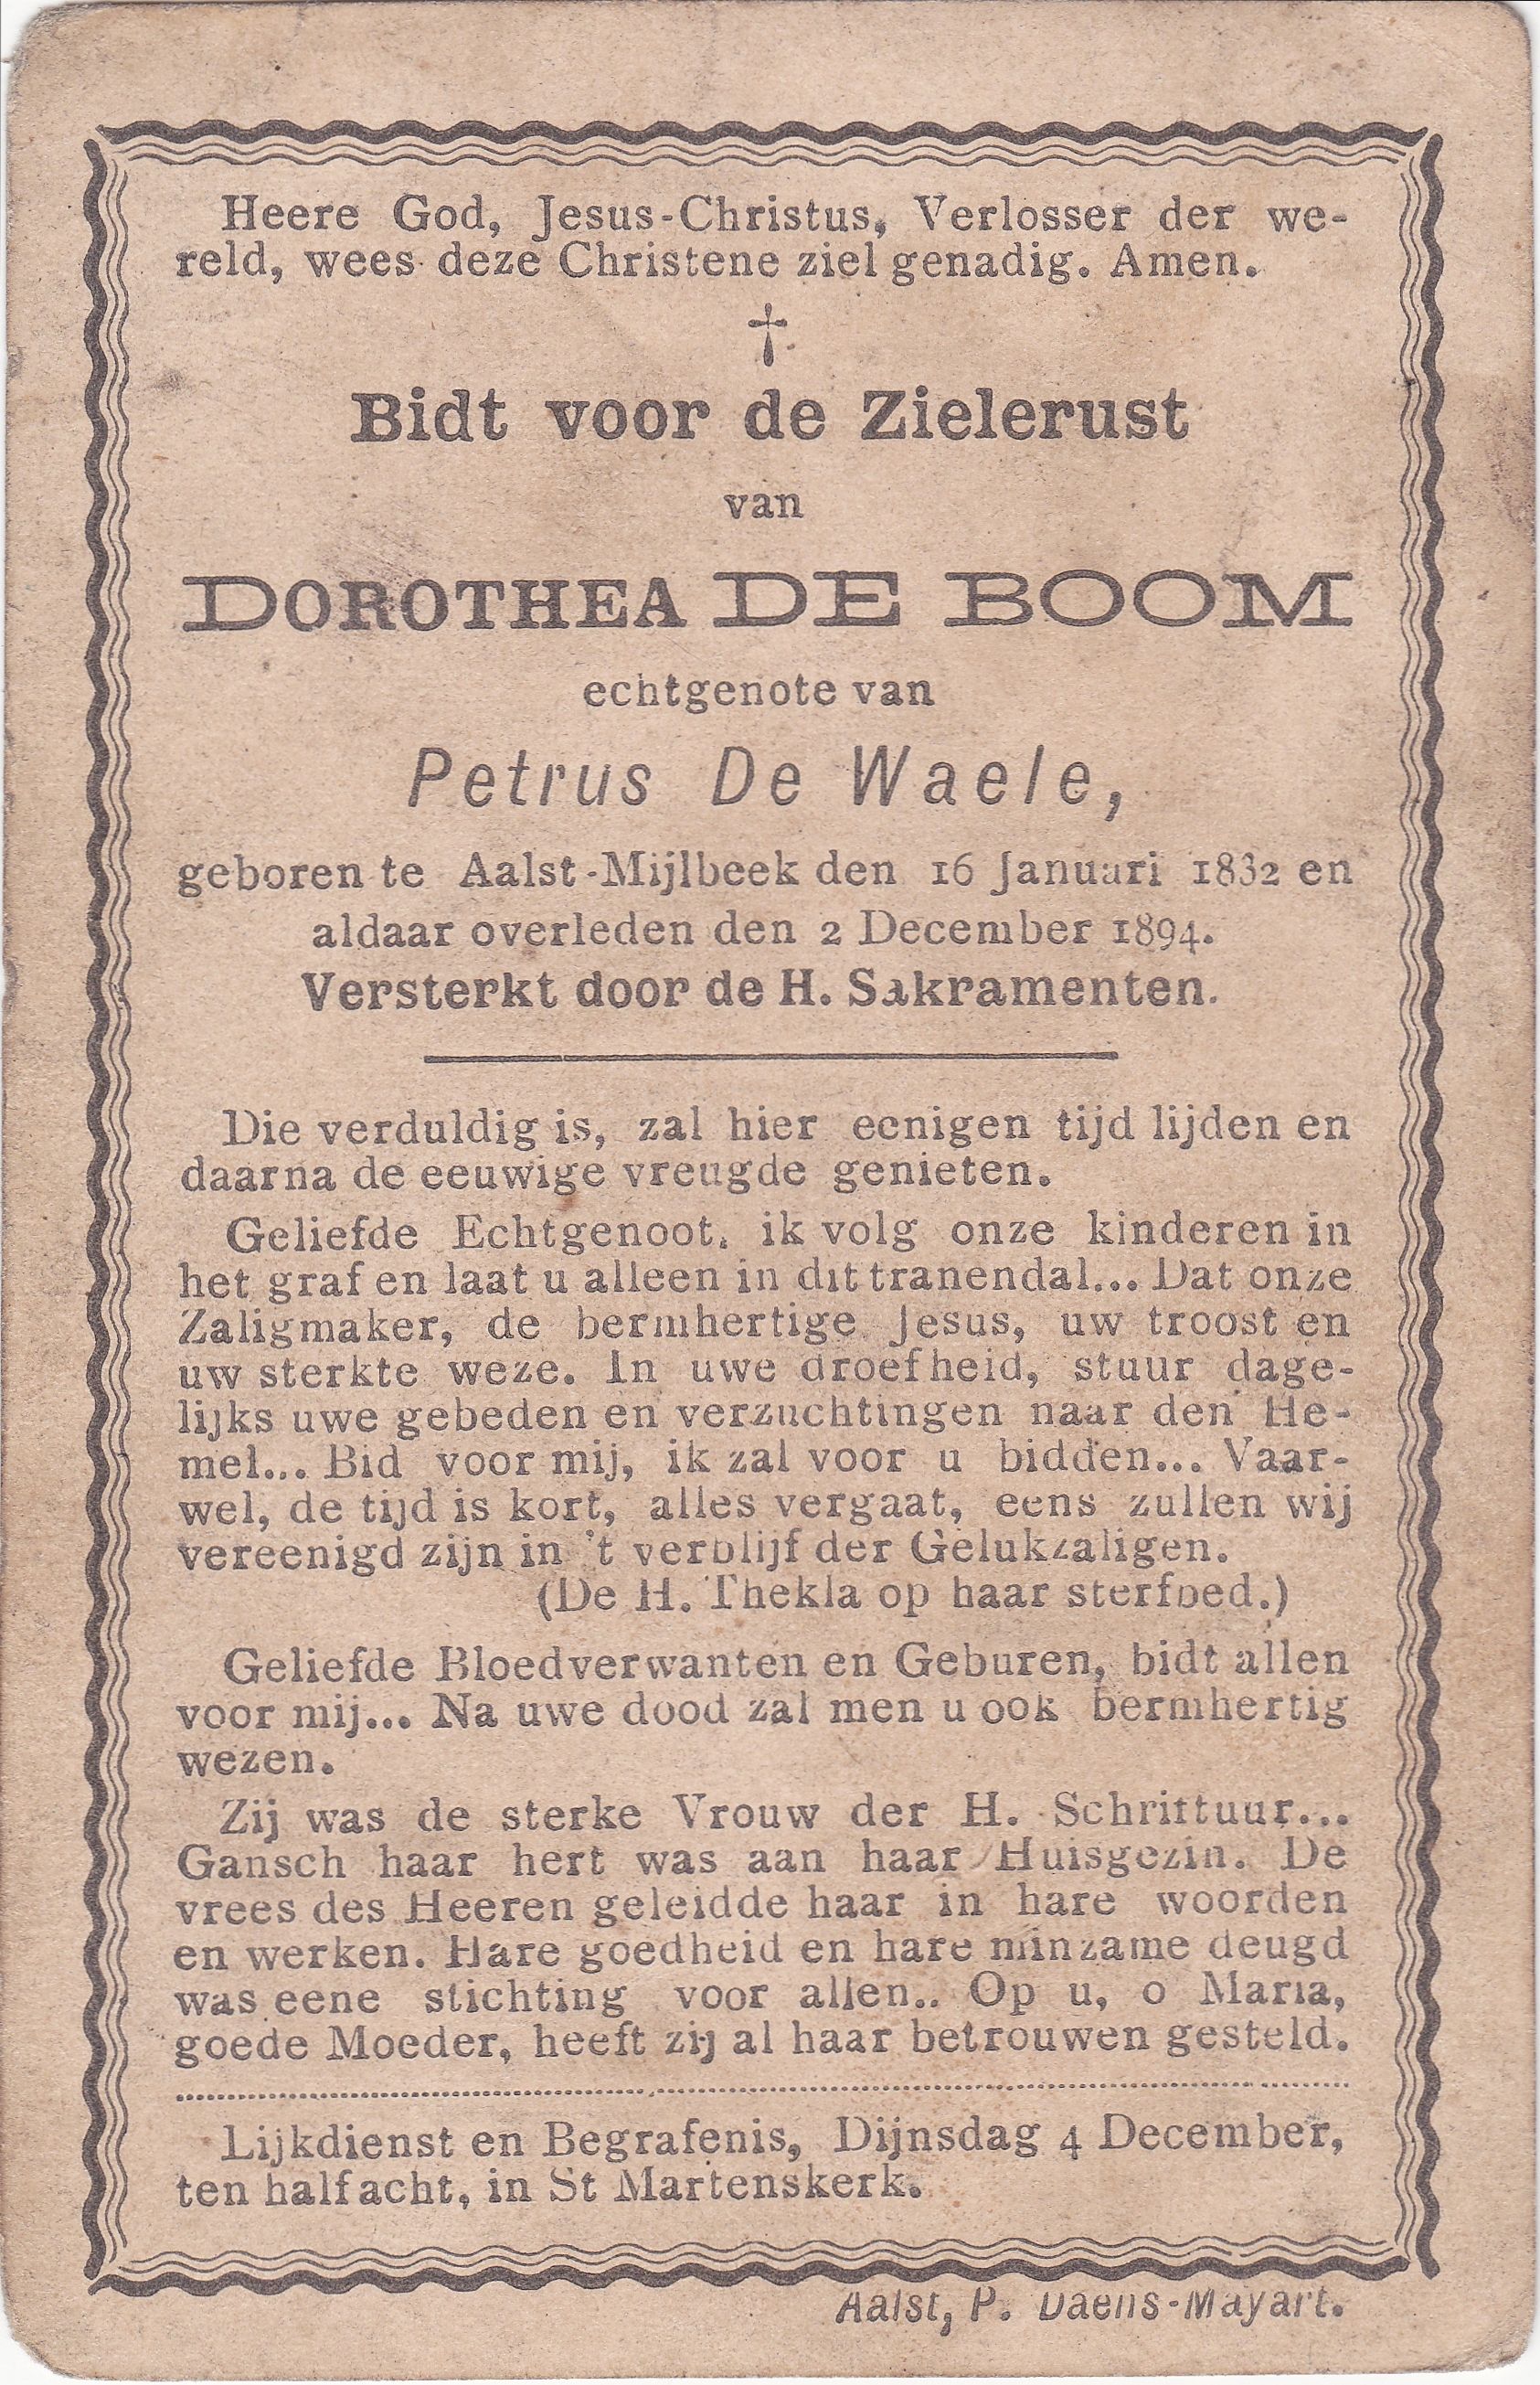 Heere God, Jesus-Christus, Verlosser der we-
reld, wees deze Christene ziel genadig. Amen.
†
Bidt voor de Zielerust
van
DOROTHEA DE BOOM
echtgenote van
Petrus De Waele,
geboren te Aalst-Mijlbeek den 16 Januari 1832 en
aldaar overleden den 2 December 1894.
Versterkt door de H. Sakramenten.
Die verduldig is, zal hier eenigen tijd lijden en
daarna de eeuwige vreugde genieten.
Geliefde Echtgenoot, ik volg onze kinderen in
het graf en laat u alleen in dit tranendal... Dat onze
Zaligmaker, de bermhertige Jesus, uw troost en
uw sterkte weze. In uwe droefheid, stuur dage-
lijks uwe gebeden en verzuchtingen naar den He-
mel... Bid voor mij, ik zal voor u bidden... Vaar-
wel, de tijd is kort, alles vergaat, eens zullen wij
vereenigd zijn in 't verblijf der Gelukzaligen.
(De H. Thekla op haar sterfbed.)
Geliefde Bloedverwanten en Geburen, bidt allen
voor mij... Na uwe dood zal men u ook bermhertig
wezen.
Zij was de sterke Vrouw der H. Schriftuur...
Gansch haar hert was aan haar Huisgezin. De
vrees des Heeren geleidde haar in hare woorden
en werken. Hare goedheid en hare minzame deugd
was eene stichting voor allen.. Op u, o Maria,
goede Moeder, heeft zij al haar betrouwen gesteld.
Lijkdienst en Begrafenis, Dijnsdag 4 December,
ten half acht, in St Martenskerk.
Aalst, P. Daens-Mayart.